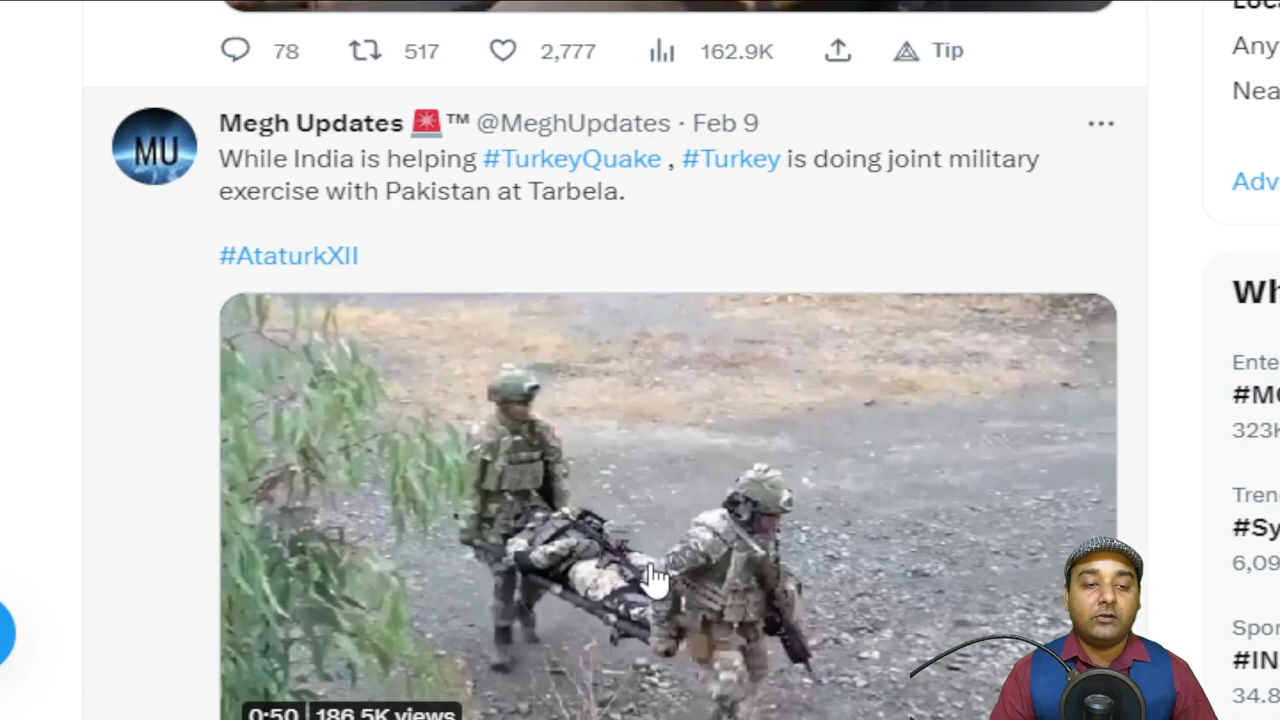 78 517 2,777 162.9K Tip
MU
Megh Updates 🚨™ @MeghUpdates · Feb 9
While India is helping #TurkeyQuake , #Turkey is doing joint military
exercise with Pakistan at Tarbela.
#AtaturkXII
0:50 186.5K views
Any
Nea
Adv
Wh
Ente
#MC
323K
Tren
#Sy
6,09
Spor
#IN
34.8